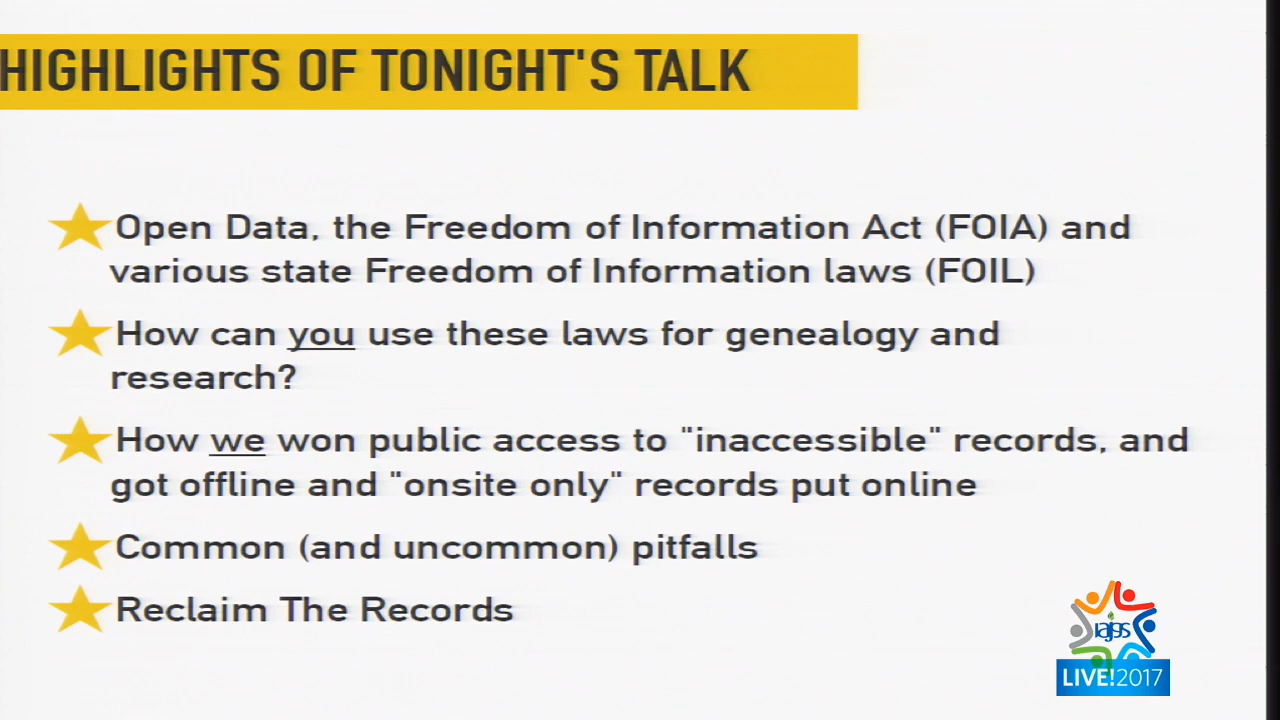 HIGHLIGHTS OF TONIGHT'S TALK
Open Data, the Freedom of Information Act (FOIA) and
various state Freedom of Information laws (FOIL)
How can you use these laws for genealogy and
research?
How we won public access to "inaccessible" records, and
got offline and "onsite only" records put online
Common (and uncommon) pitfalls
Reclaim The Records
iajgs
LIVE!2017